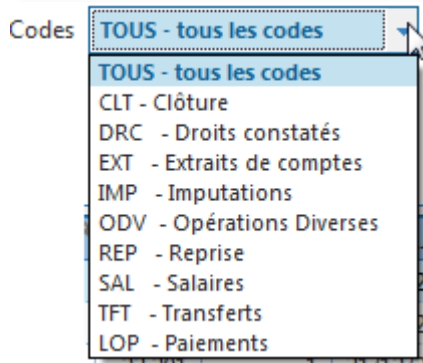 Codes TOUS - tous les codes
TOUS - tous les codes
CLT - Clôture
DRC - Droits constatés
EXT - Extraits de comptes
IMP - Imputations
ODV - Opérations Diverses
REP - Reprise
SAL - Salaires
TFT - Transferts
LOP - Paiements